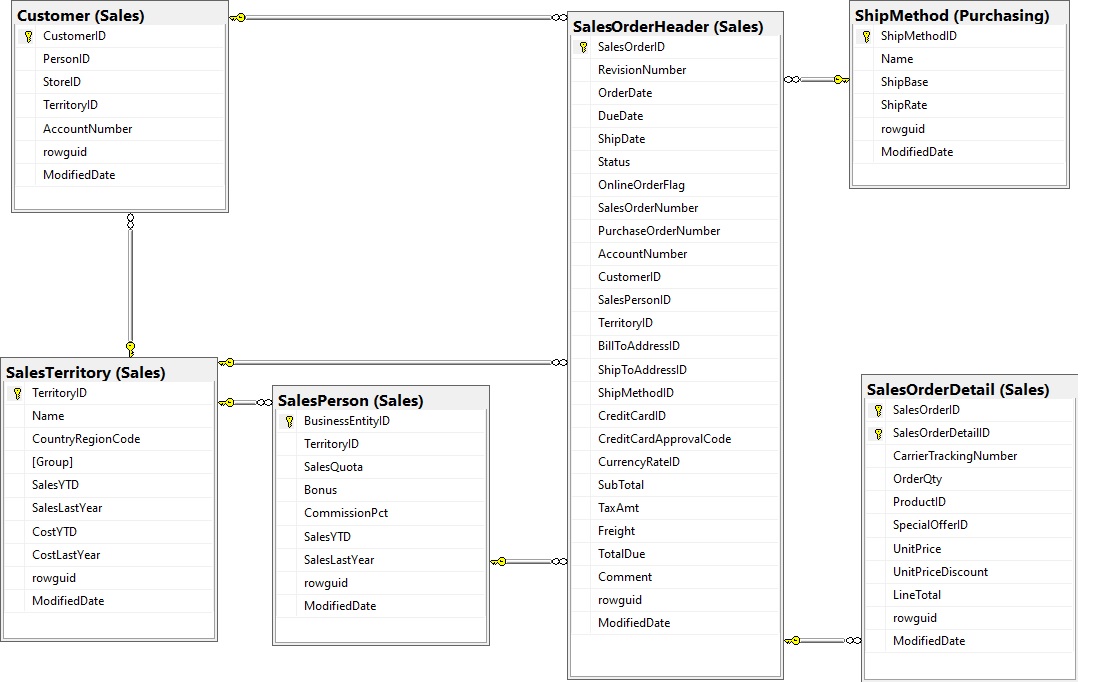 Customer (Sales)
CustomerID
PersonID
StoreID
TerritoryID
AccountNumber
rowguid
ModifiedDate
SalesOrderHeader (Sales)
SalesOrderID
RevisionNumber
OrderDate
DueDate
ShipDate
Status
OnlineOrderFlag
SalesOrderNumber
PurchaseOrderNumber
AccountNumber
CustomerID
SalesPersonID
TerritoryID
BillToAddressID
ShipToAddressID
ShipMethodID
CreditCardID
CreditCardApprovalCode
CurrencyRateID
SubTotal
TaxAmt
Freight
TotalDue
Comment
rowguid
ModifiedDate
ShipMethod (Purchasing)
ShipMethodID
Name
ShipBase
ShipRate
rowguid
ModifiedDate
SalesTerritory (Sales)
TerritoryID
Name
CountryRegionCode
[Group]
SalesYTD
SalesLastYear
CostYTD
CostLastYear
rowguid
ModifiedDate
SalesPerson (Sales)
BusinessEntityID
TerritoryID
SalesQuota
Bonus
CommissionPct
SalesYTD
SalesLastYear
rowguid
ModifiedDate
SalesOrderDetail (Sales)
SalesOrderID
SalesOrderDetailID
CarrierTrackingNumber
OrderQty
ProductID
SpecialOfferID
UnitPrice
UnitPriceDiscount
LineTotal
rowguid
ModifiedDate